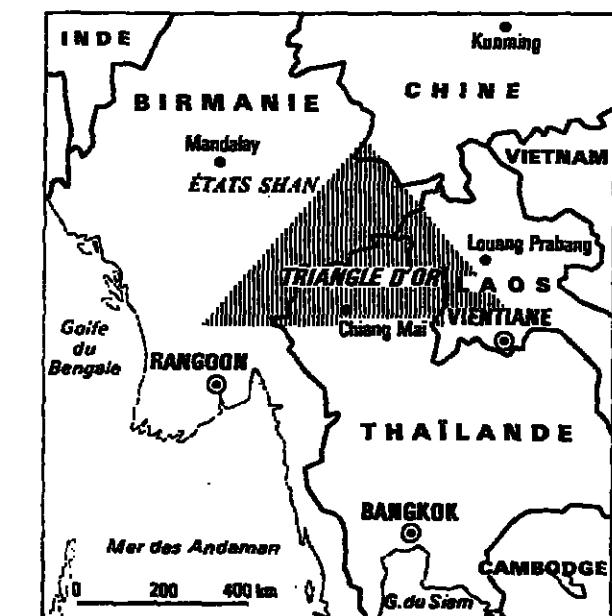 INDE
Kunming
CHINE
BIRMANIE
Mandalay
VIETNAM
ÉTATS SHAN
Louang Prabang
TRIANGLE D'OR
LAOS
Chiang Maï
VIENTIANE
Golfe
du
Bengale
RANGOON
THAÏLANDE
BANGKOK
Mer des Andaman
CAMBODGE
0 200 400 km
G. du Siam